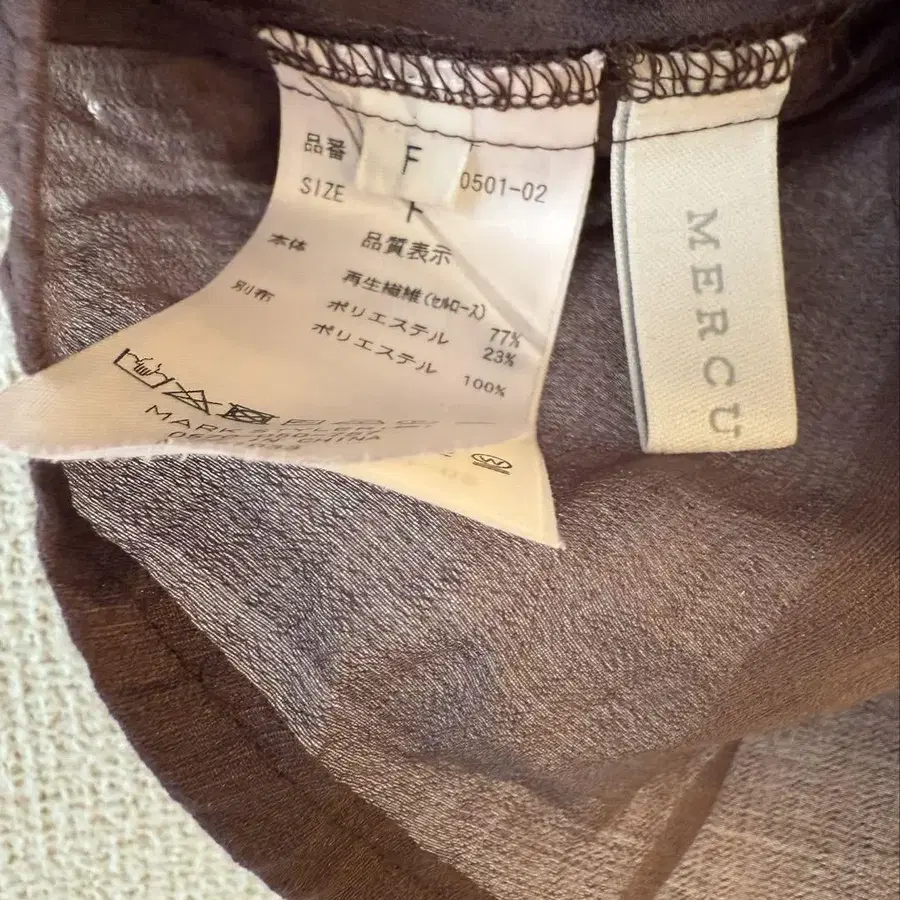 品番 F 0501-02
SIZE F
品質表示
本体 再生繊維(セルロース) 77%
ポリエステル 23%
別布 ポリエステル 100%
MERCU